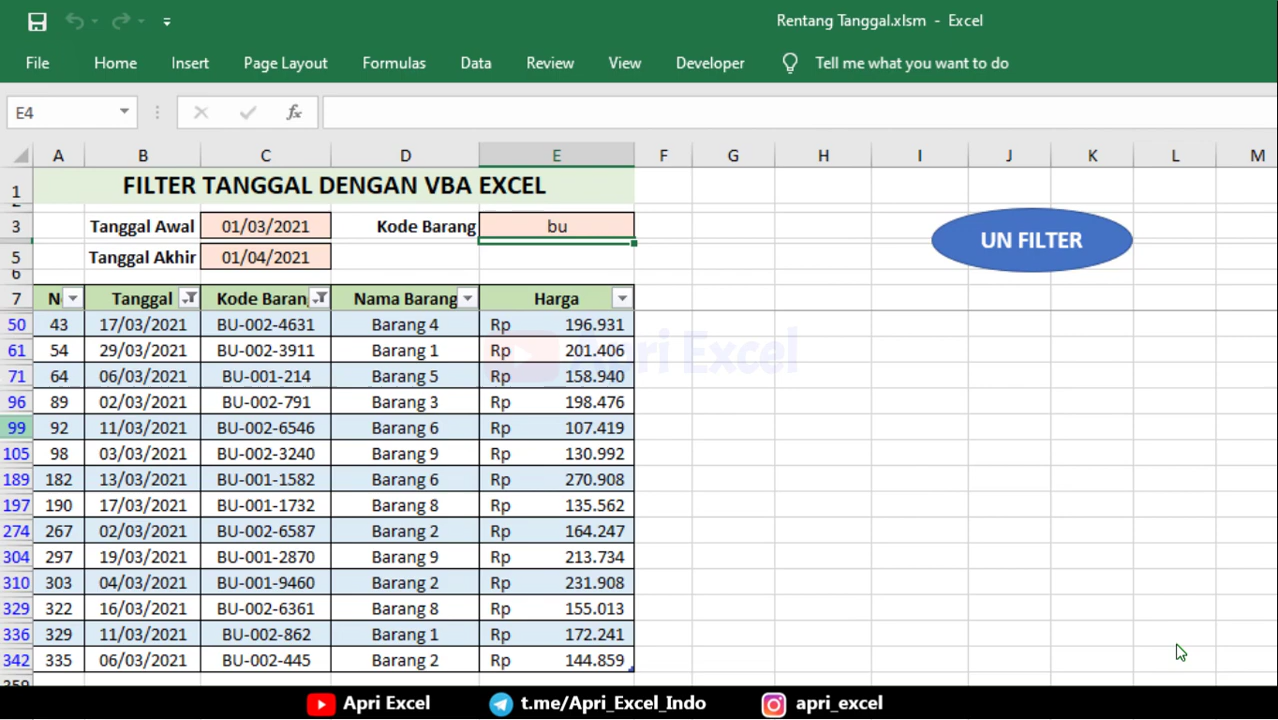 Rentang Tanggal.xlsm - Excel
File Home Insert Page Layout Formulas Data Review View Developer Tell me what you want to do
E4 fx
A B C D E F G H I J K L M
1 FILTER TANGGAL DENGAN VBA EXCEL
3 Tanggal Awal 01/03/2021 Kode Barang bu
UN FILTER
5 Tanggal Akhir 01/04/2021
6
7 N Tanggal Kode Baran Nama Barang Harga
50 43 17/03/2021 BU-002-4631 Barang 4 Rp 196.931
61 54 29/03/2021 BU-002-3911 Barang 1 Rp 201.406
Apri Excel
71 64 06/03/2021 BU-001-214 Barang 5 Rp 158.940
96 89 02/03/2021 BU-002-791 Barang 3 Rp 198.476
99 92 11/03/2021 BU-002-6546 Barang 6 Rp 107.419
105 98 03/03/2021 BU-002-3240 Barang 9 Rp 130.992
189 182 13/03/2021 BU-001-1582 Barang 6 Rp 270.908
197 190 17/03/2021 BU-001-1732 Barang 8 Rp 135.562
274 267 02/03/2021 BU-002-6587 Barang 2 Rp 164.247
304 297 19/03/2021 BU-001-2870 Barang 9 Rp 213.734
310 303 04/03/2021 BU-001-9460 Barang 2 Rp 231.908
329 322 16/03/2021 BU-002-6361 Barang 8 Rp 155.013
336 329 11/03/2021 BU-002-862 Barang 1 Rp 172.241
342 335 06/03/2021 BU-002-445 Barang 2 Rp 144.859
Apri Excel t.me/Apri_Excel_Indo apri_excel